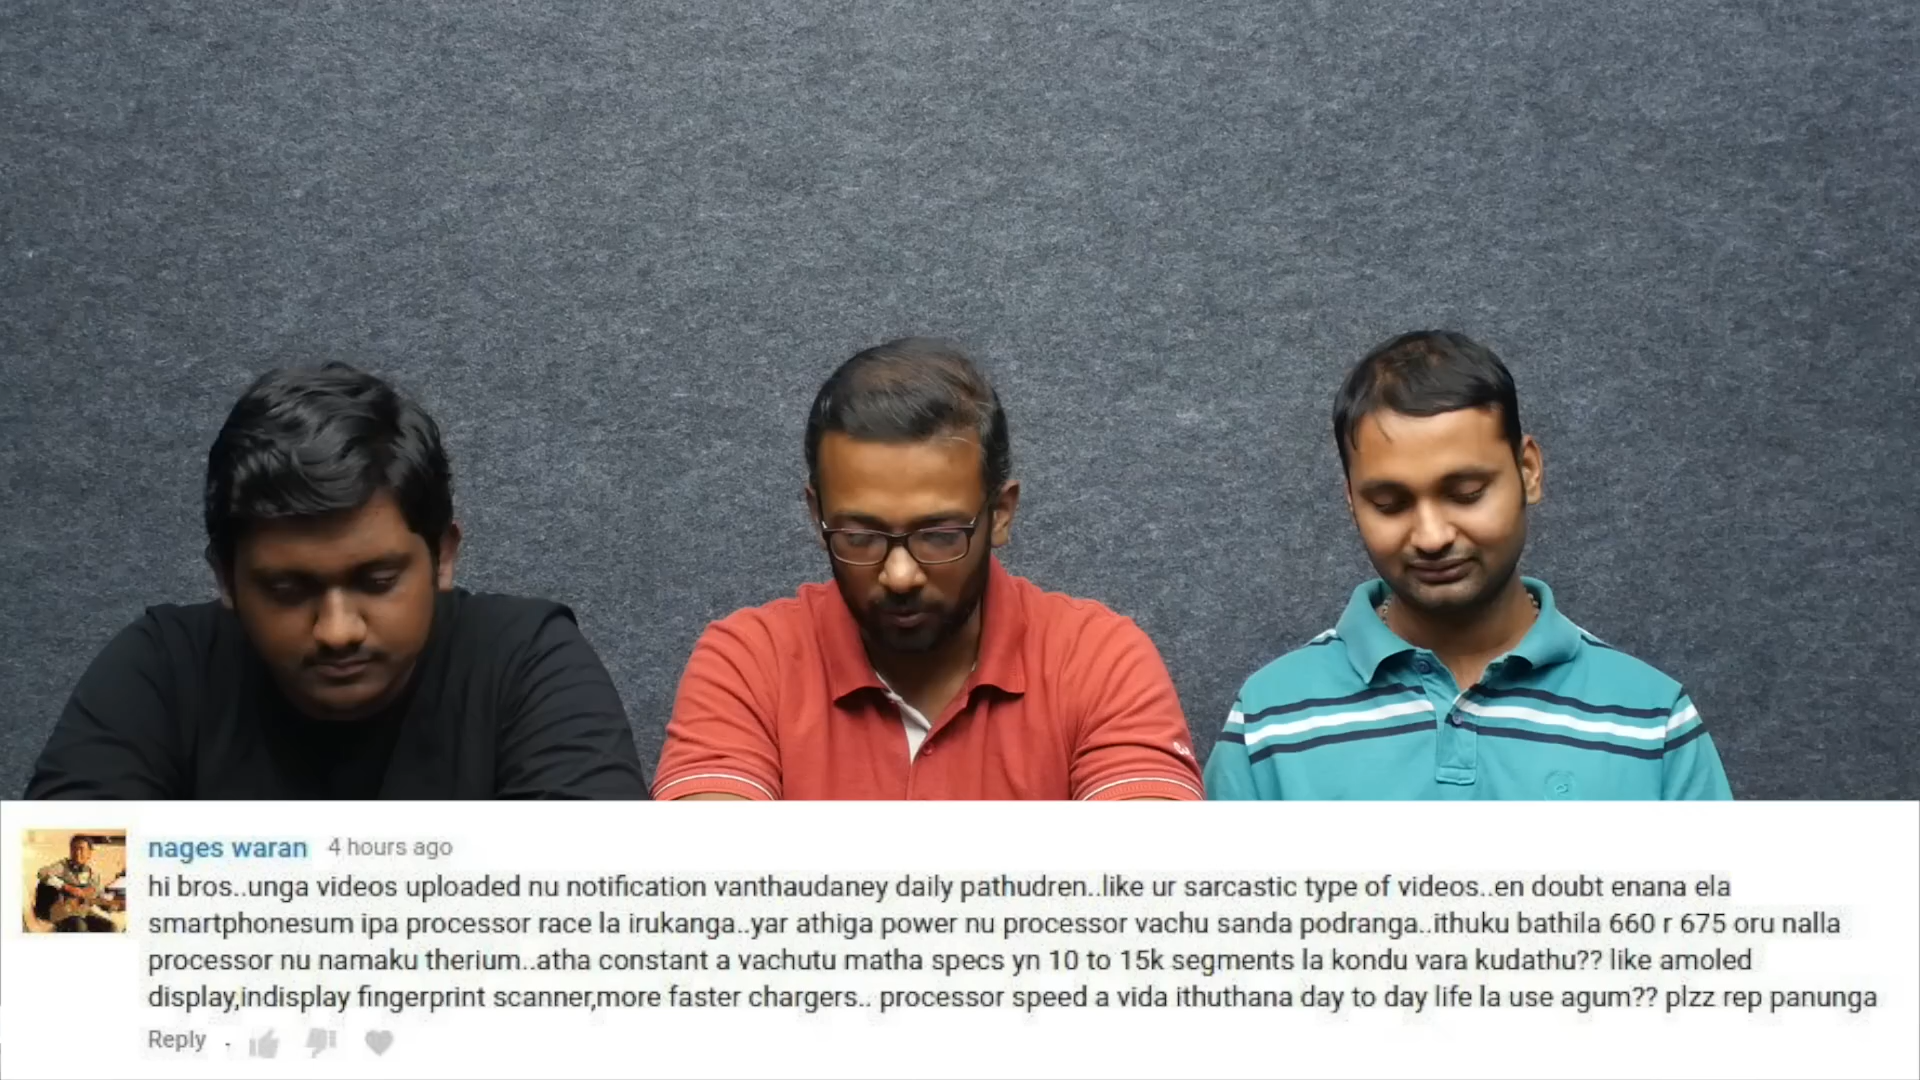 nages waran 4 hours ago
hi bros..unga videos uploaded nu notification vanthaudaney daily pathudren..like ur sarcastic type of videos..en doubt enana ela
smartphonesum ipa processor race la irukanga..yar athiga power nu processor vachu sanda podranga..ithuku bathila 660 r 675 oru nalla
processor nu namaku therium..atha constant a vachutu matha specs yn 10 to 15k segments la kondu vara kudathu?? like amoled
display,indisplay fingerprint scanner,more faster chargers.. processor speed a vida ithuthana day to day life la use agum?? plzz rep panunga
Reply